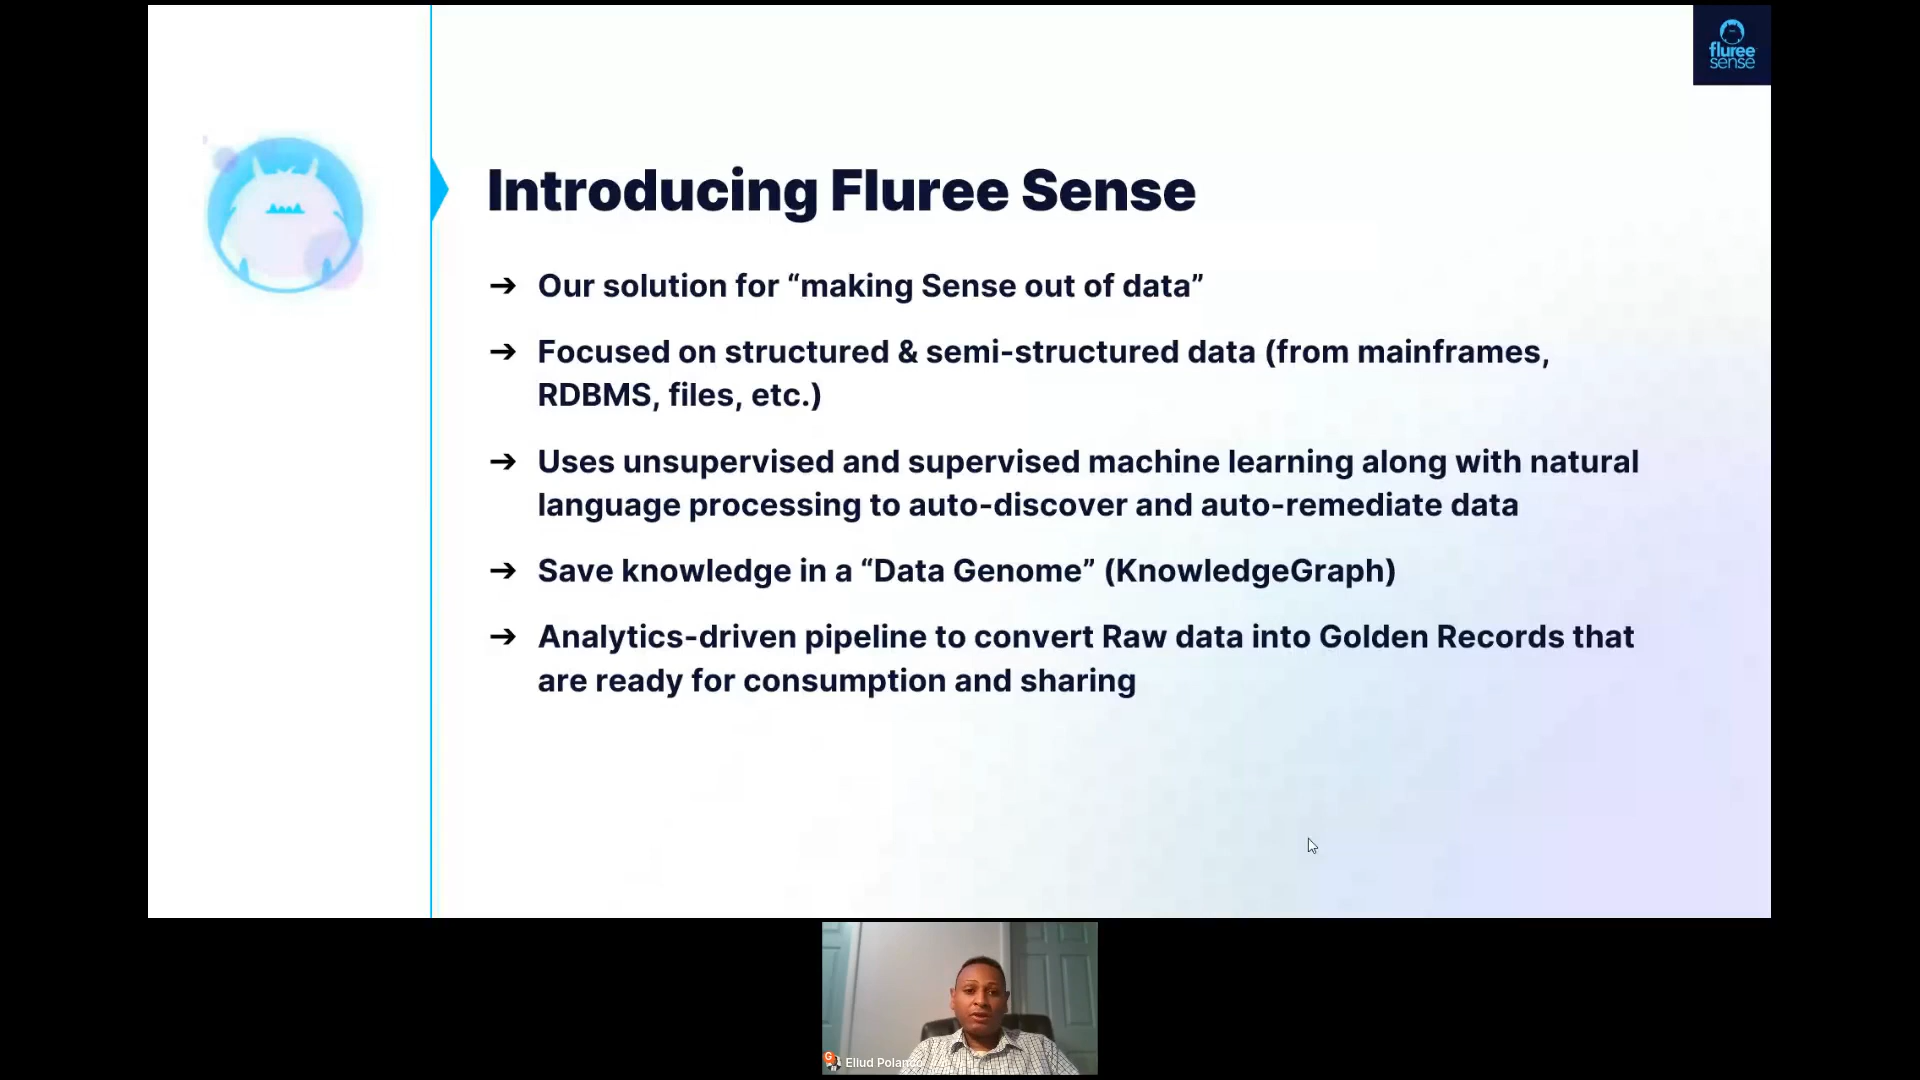 fluree
sense
Introducing Fluree Sense
➔ Our solution for “making Sense out of data”
➔ Focused on structured & semi-structured data (from mainframes,
RDBMS, files, etc.)
➔ Uses unsupervised and supervised machine learning along with natural
language processing to auto-discover and auto-remediate data
➔ Save knowledge in a “Data Genome” (KnowledgeGraph)
➔ Analytics-driven pipeline to convert Raw data into Golden Records that
are ready for consumption and sharing
G